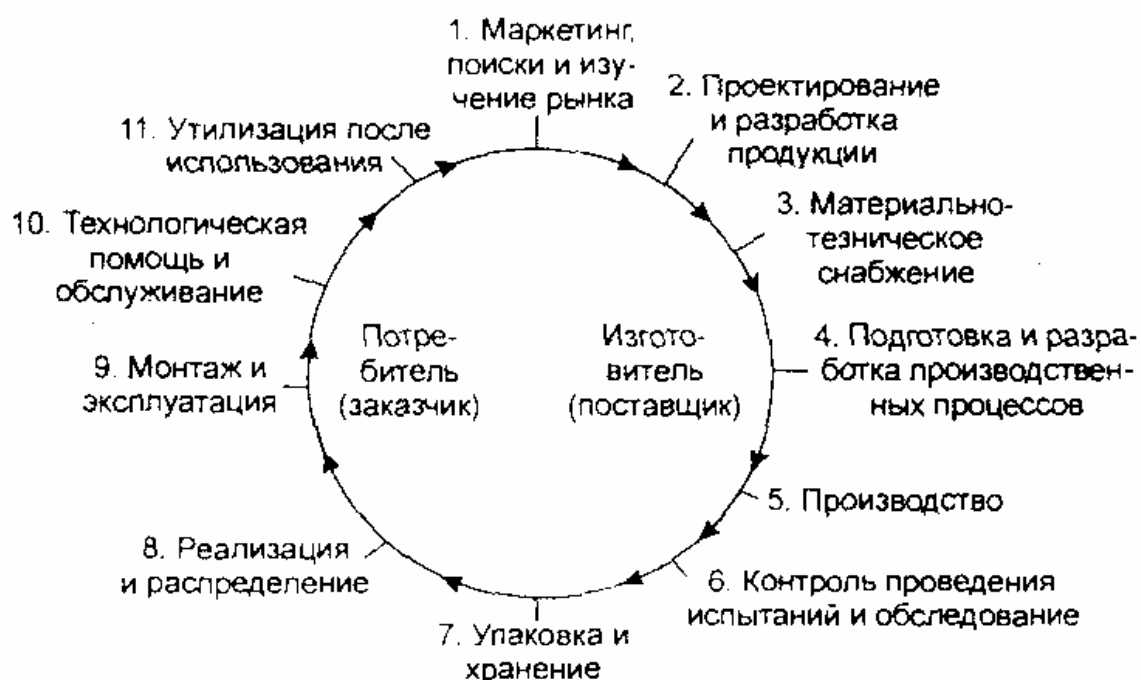 1. Маркетинг,
поиски и изу-
чение рынка
2. Проектирование
и разработка
продукции
3. Материально-
тезническое
снабжение
4. Подготовка и разра-
ботка производствен-
ных процессов
5. Производство
6. Контроль проведения
испытаний и обследование
7. Упаковка и
хранение
8. Реализация
и распределение
9. Монтаж и
эксплуатация
10. Технологическая
помощь и
обслуживание
11. Утилизация после
использования
Потре-
битель
(заказчик)
Изгото-
витель
(поставщик)